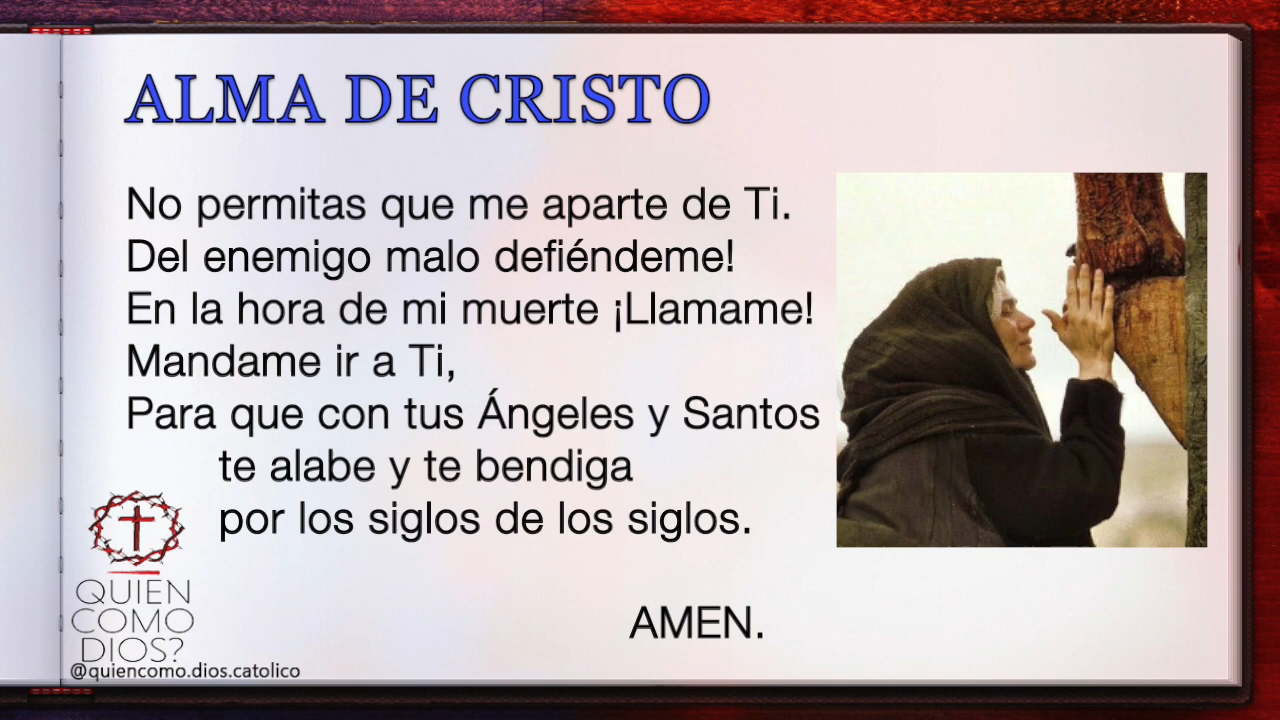 ALMA DE CRISTO
No permitas que me aparte de Ti.
Del enemigo malo defiéndeme!
En la hora de mi muerte ¡Llamame!
Mandame ir a Ti,
Para que con tus Ángeles y Santos
te alabe y te bendiga
por los siglos de los siglos.
AMEN.
QUIEN
COMO
DIOS?
@quiencomo.dios.catolico